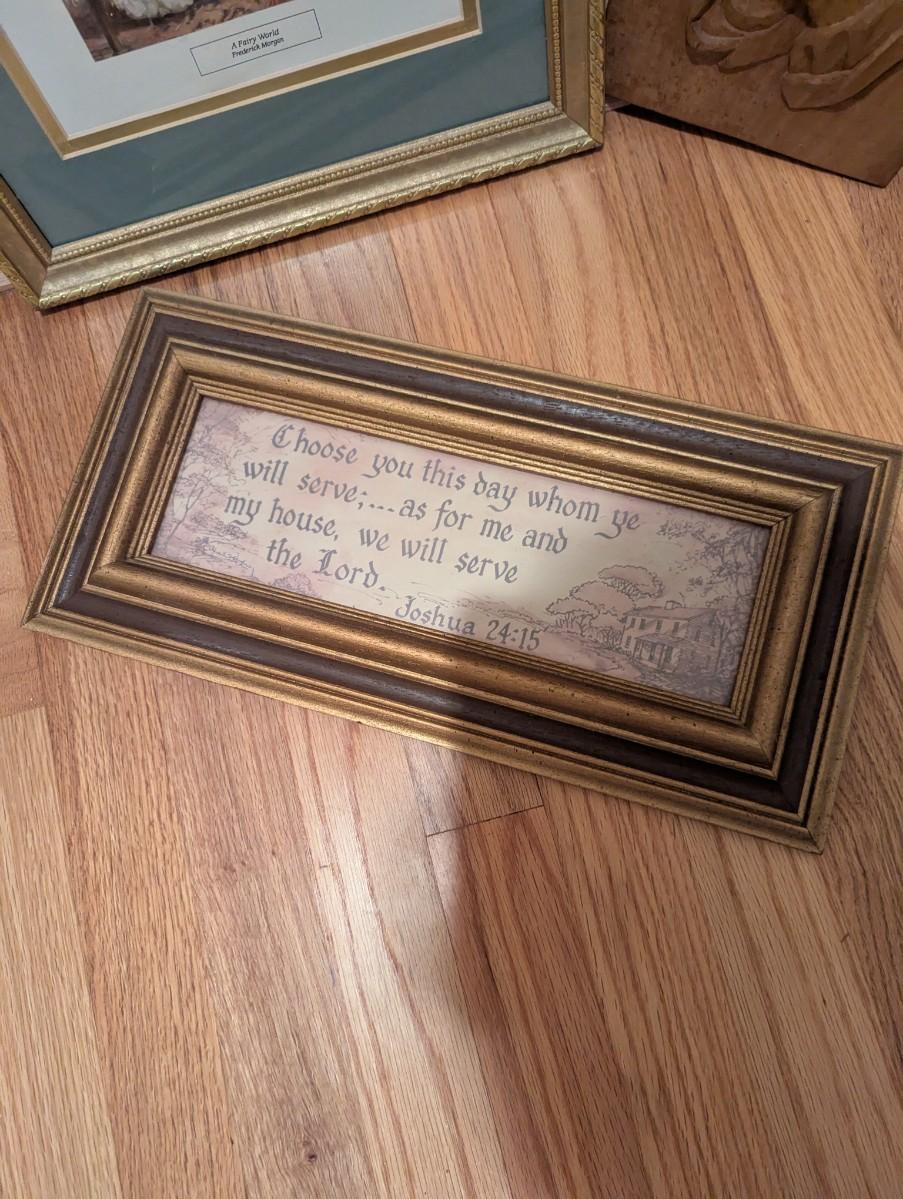 A Fairy World
Frederick Morgan
Choose you this day whom ye
will serve;...as for me and
my house, we will serve
the Lord.
Joshua 24:15